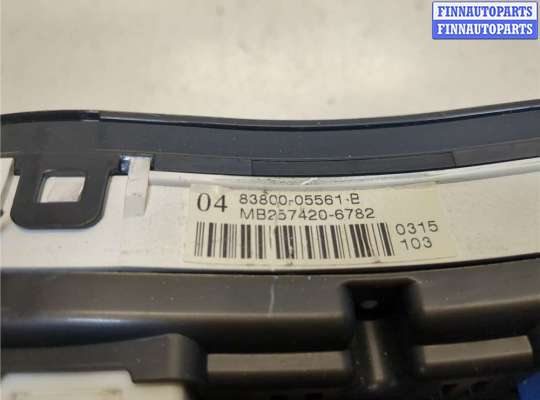 FINNAUTOPARTS
FINNAUTOPARTS
04 83800-05561-B
MB257420-6782
0315
103